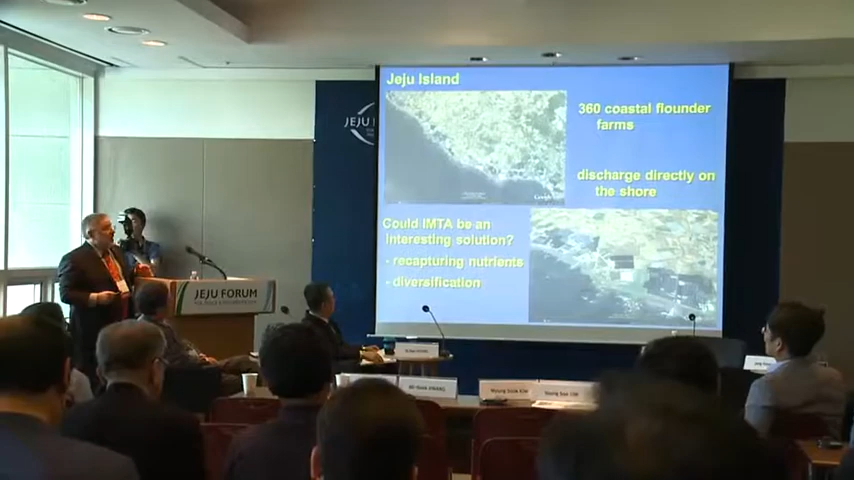 Jeju Island
360 coastal flounder
farms
discharge directly on
the shore
Google
Could IMTA be an
interesting solution?
- recapturing nutrients
- diversification
JEJU FORUM